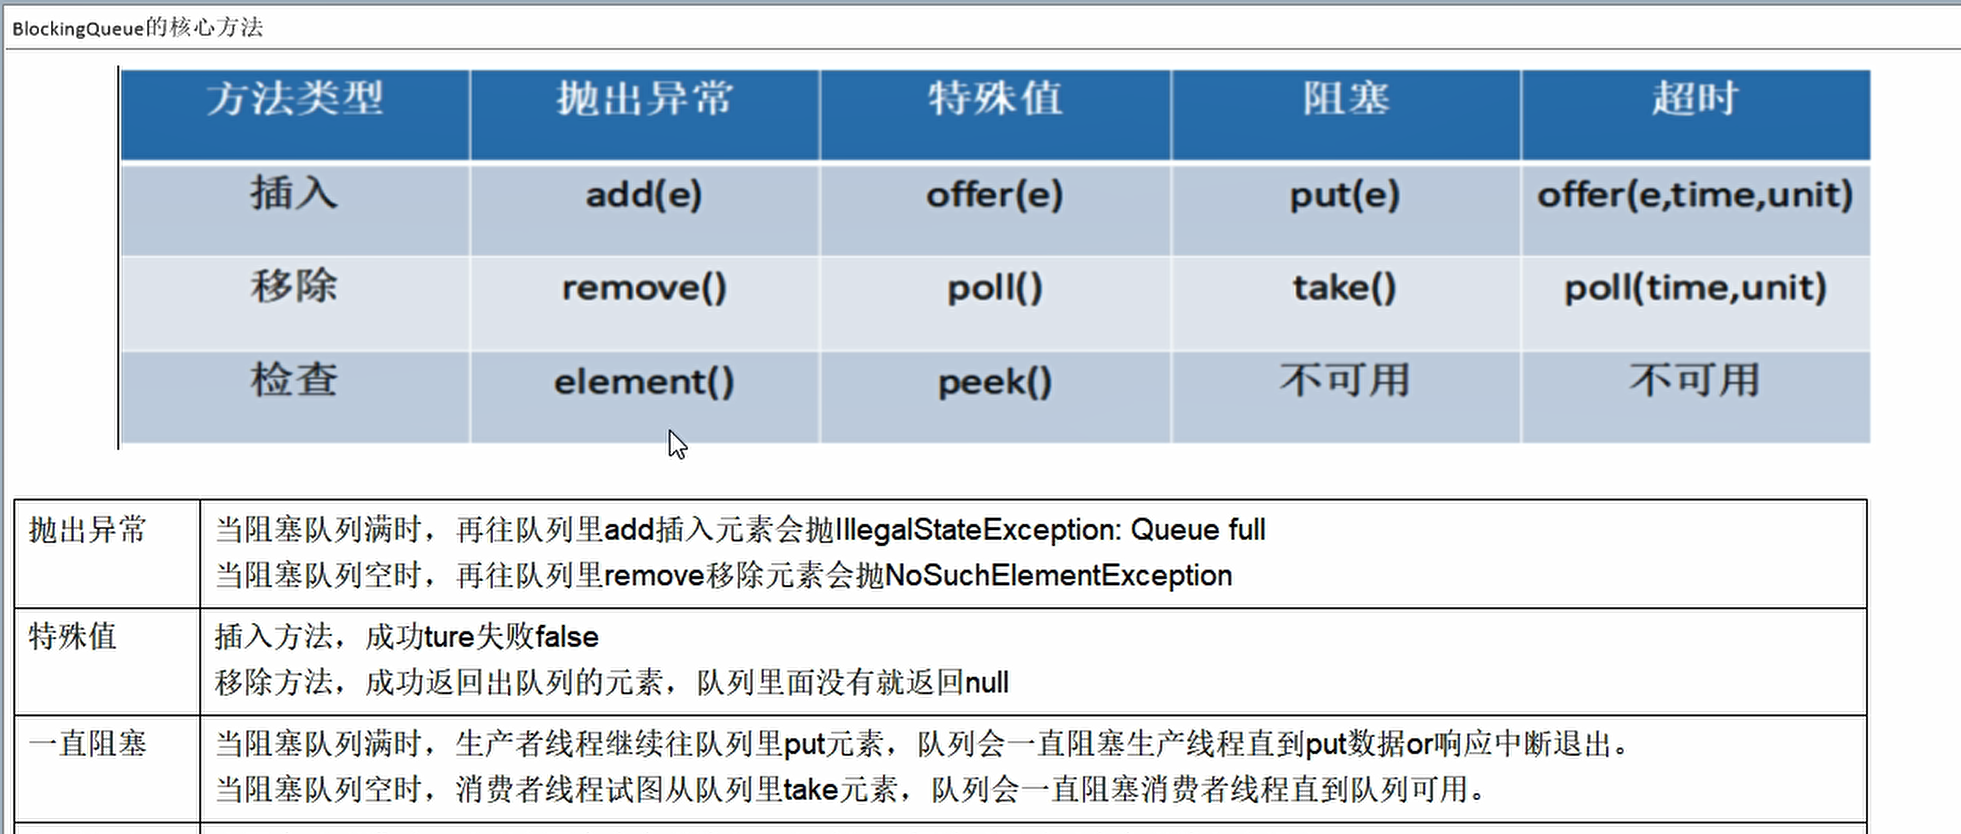 BlockingQueue的核心方法
方法类型 抛出异常 特殊值 阻塞 超时
插入 add(e) offer(e) put(e) offer(e,time,unit)
移除 remove() poll() take() poll(time,unit)
检查 element() peek() 不可用 不可用
抛出异常 当阻塞队列满时，再往队列里add插入元素会抛IllegalStateException: Queue full
当阻塞队列空时，再往队列里remove移除元素会抛NoSuchElementException
特殊值 插入方法，成功ture失败false
移除方法，成功返回出队列的元素，队列里面没有就返回null
一直阻塞 当阻塞队列满时，生产者线程继续往队列里put元素，队列会一直阻塞生产线程直到put数据or响应中断退出。
当阻塞队列空时，消费者线程试图从队列里take元素，队列会一直阻塞消费者线程直到队列可用。